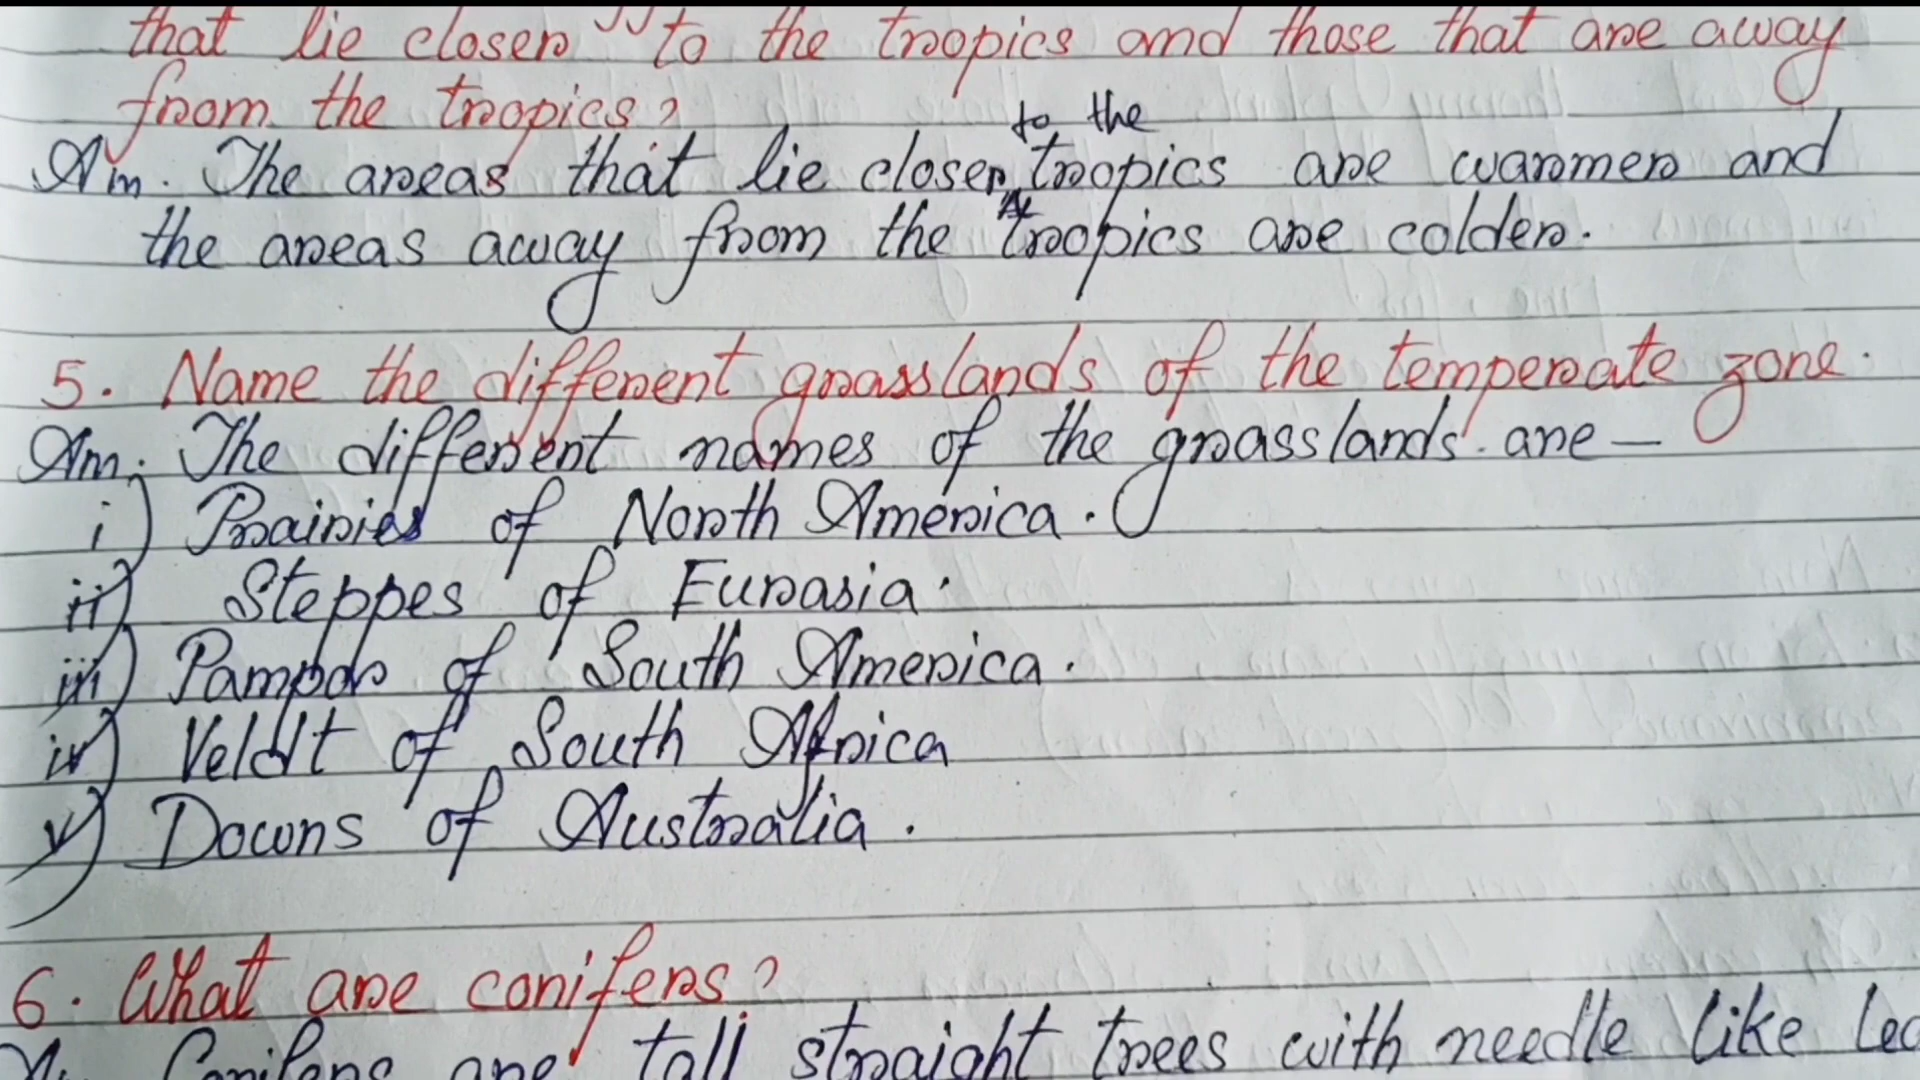 that lie closer to the tropics and those that are away
from the tropics?
to the
Ans. The areas that lie closer tropics are warmer and
the areas away from the tropics are colder.
5. Name the different grasslands of the temperate zone.
Ans. The different names of the grasslands are –
i) Prairies of North America.
ii) Steppes of Eurasia.
iii) Pampas of South America.
iv) Veldt of South Africa
v) Downs of Australia.
6. What are conifers?
Conifers are tall straight trees with needle like